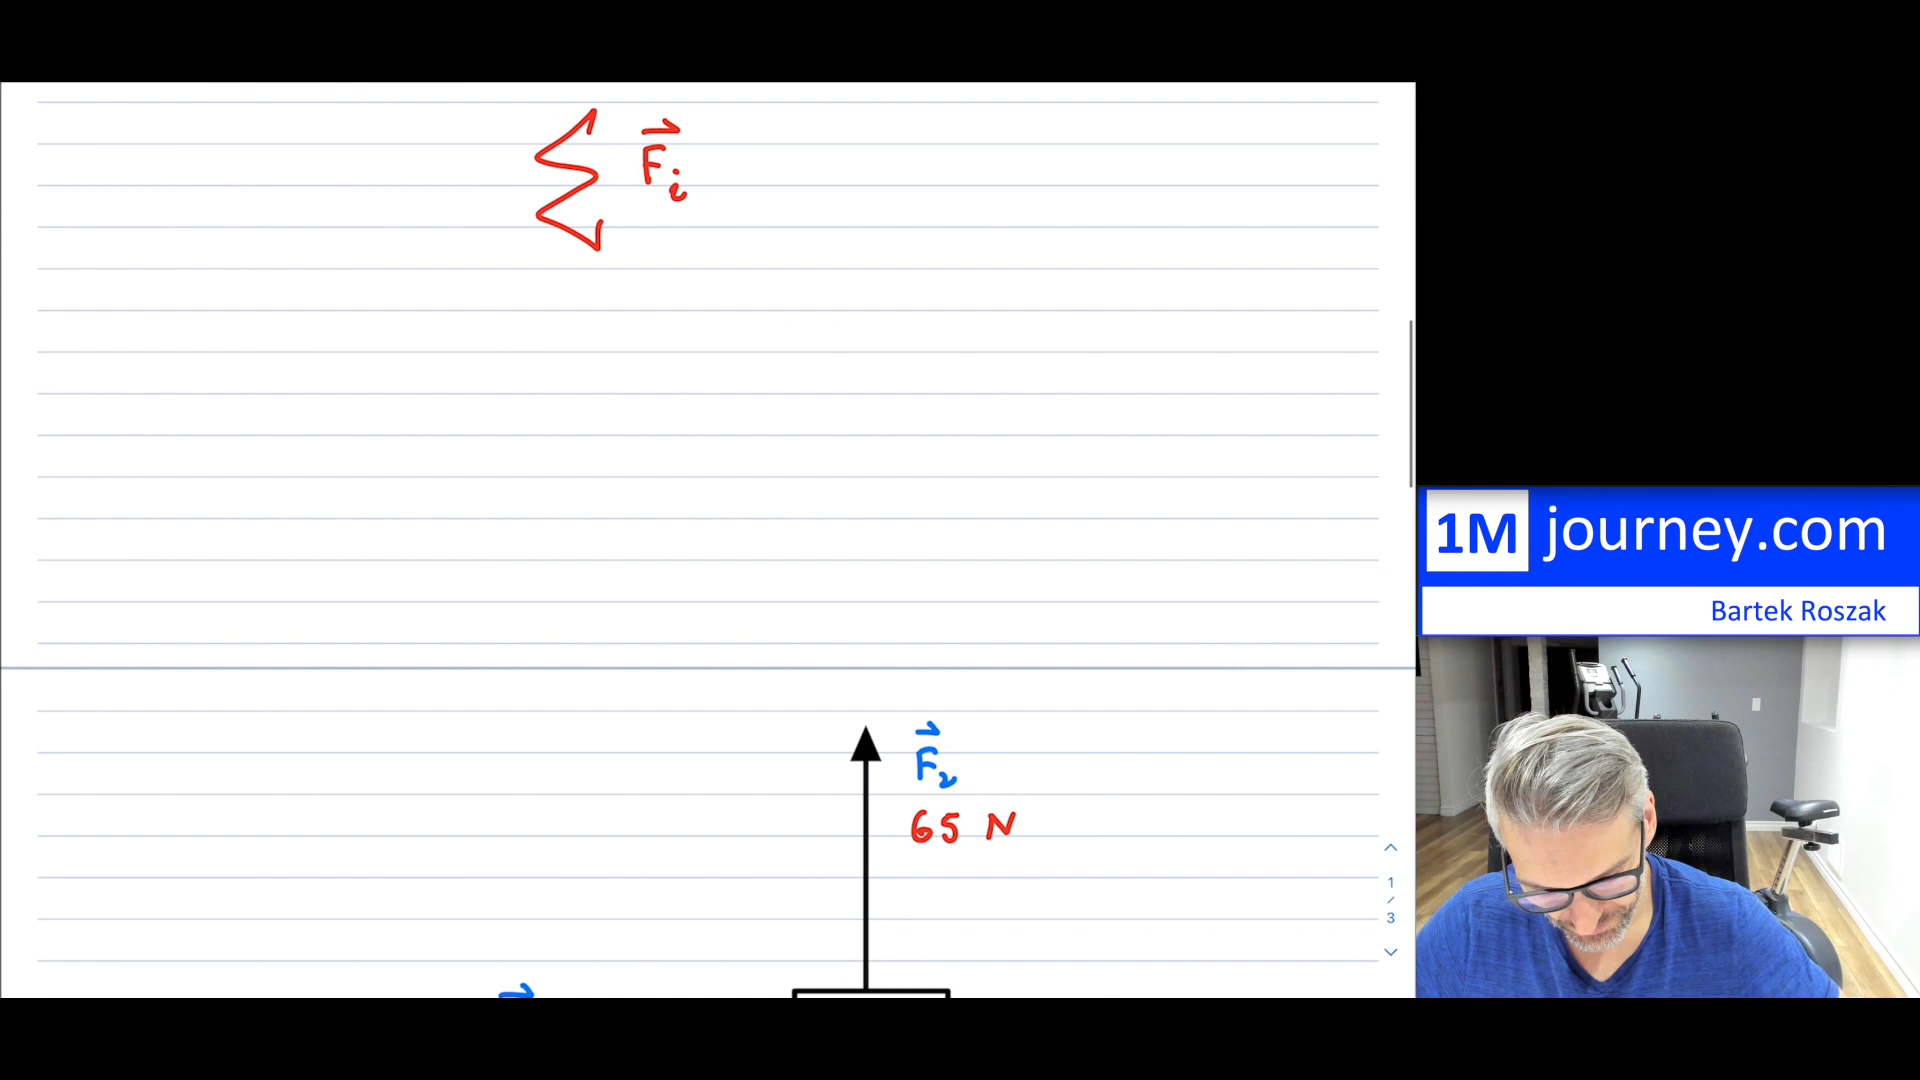 Σ F⃗ᵢ
F⃗₂
65 N
1
/
3
1M journey.com
Bartek Roszak